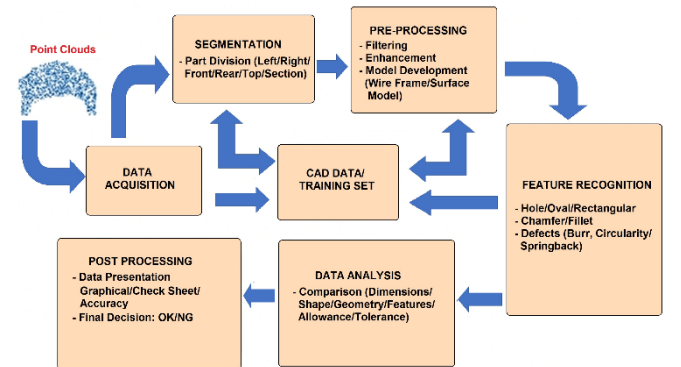 Point Clouds
SEGMENTATION
- Part Division (Left/Right/
Front/Rear/Top/Section)
PRE-PROCESSING
- Filtering
- Enhancement
- Model Development
(Wire Frame/Surface
Model)
DATA
ACQUISITION
CAD DATA/
TRAINING SET
FEATURE RECOGNITION
- Hole/Oval/Rectangular
- Chamfer/Fillet
- Defects (Burr, Circularity/
Springback)
POST PROCESSING
- Data Presentation
Graphical/Check Sheet/
Accuracy
- Final Decision: OK/NG
DATA ANALYSIS
- Comparison (Dimensions/
Shape/Geometry/Features/
Allowance/Tolerance)